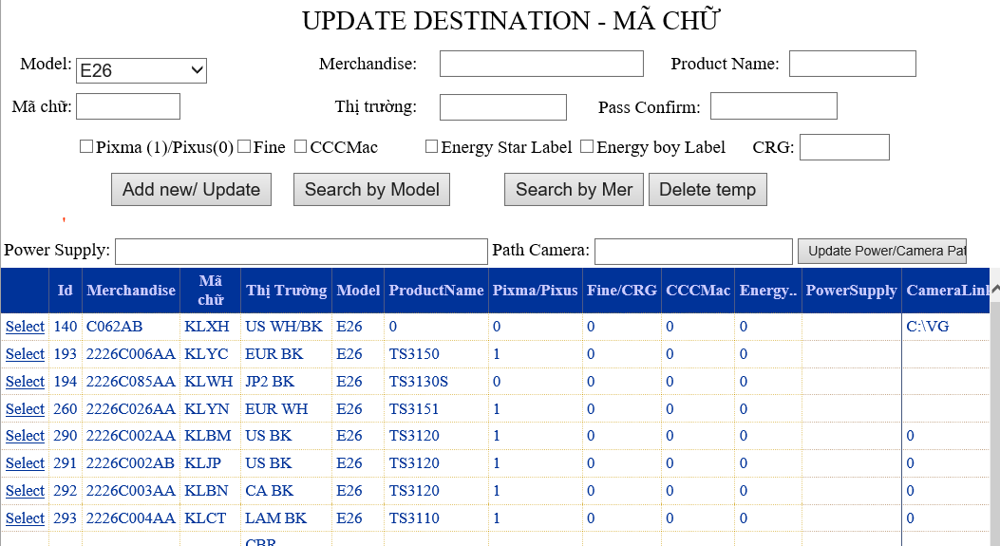 UPDATE DESTINATION - MÃ CHỮ
Model: E26 Merchandise: Product Name:
Mã chữ: Thị trường: Pass Confirm:
Pixma (1)/Pixus(0) Fine CCCMac Energy Star Label Energy boy Label CRG:
Add new/ Update Search by Model Search by Mer Delete temp
'
Power Supply: Path Camera: Update Power/Camera Pat
Id Merchandise Mã chữ Thị Trường Model ProductName Pixma/Pixus Fine/CRG CCCMac Energy.. PowerSupply CameraLink
Select 140 C062AB KLXH US WH/BK E26 0 0 0 0 0 C:\VG
Select 193 2226C006AA KLYC EUR BK E26 TS3150 1 0 0 0
Select 194 2226C085AA KLWH JP2 BK E26 TS3130S 0 0 0 0
Select 260 2226C026AA KLYN EUR WH E26 TS3151 1 0 0 0
Select 290 2226C002AA KLBM US BK E26 TS3120 1 0 0 0 0
Select 291 2226C002AB KLJP US BK E26 TS3120 1 0 0 0 0
Select 292 2226C003AA KLBN CA BK E26 TS3120 1 0 0 0 0
Select 293 2226C004AA KLCT LAM BK E26 TS3110 1 0 0 0 0
CBR